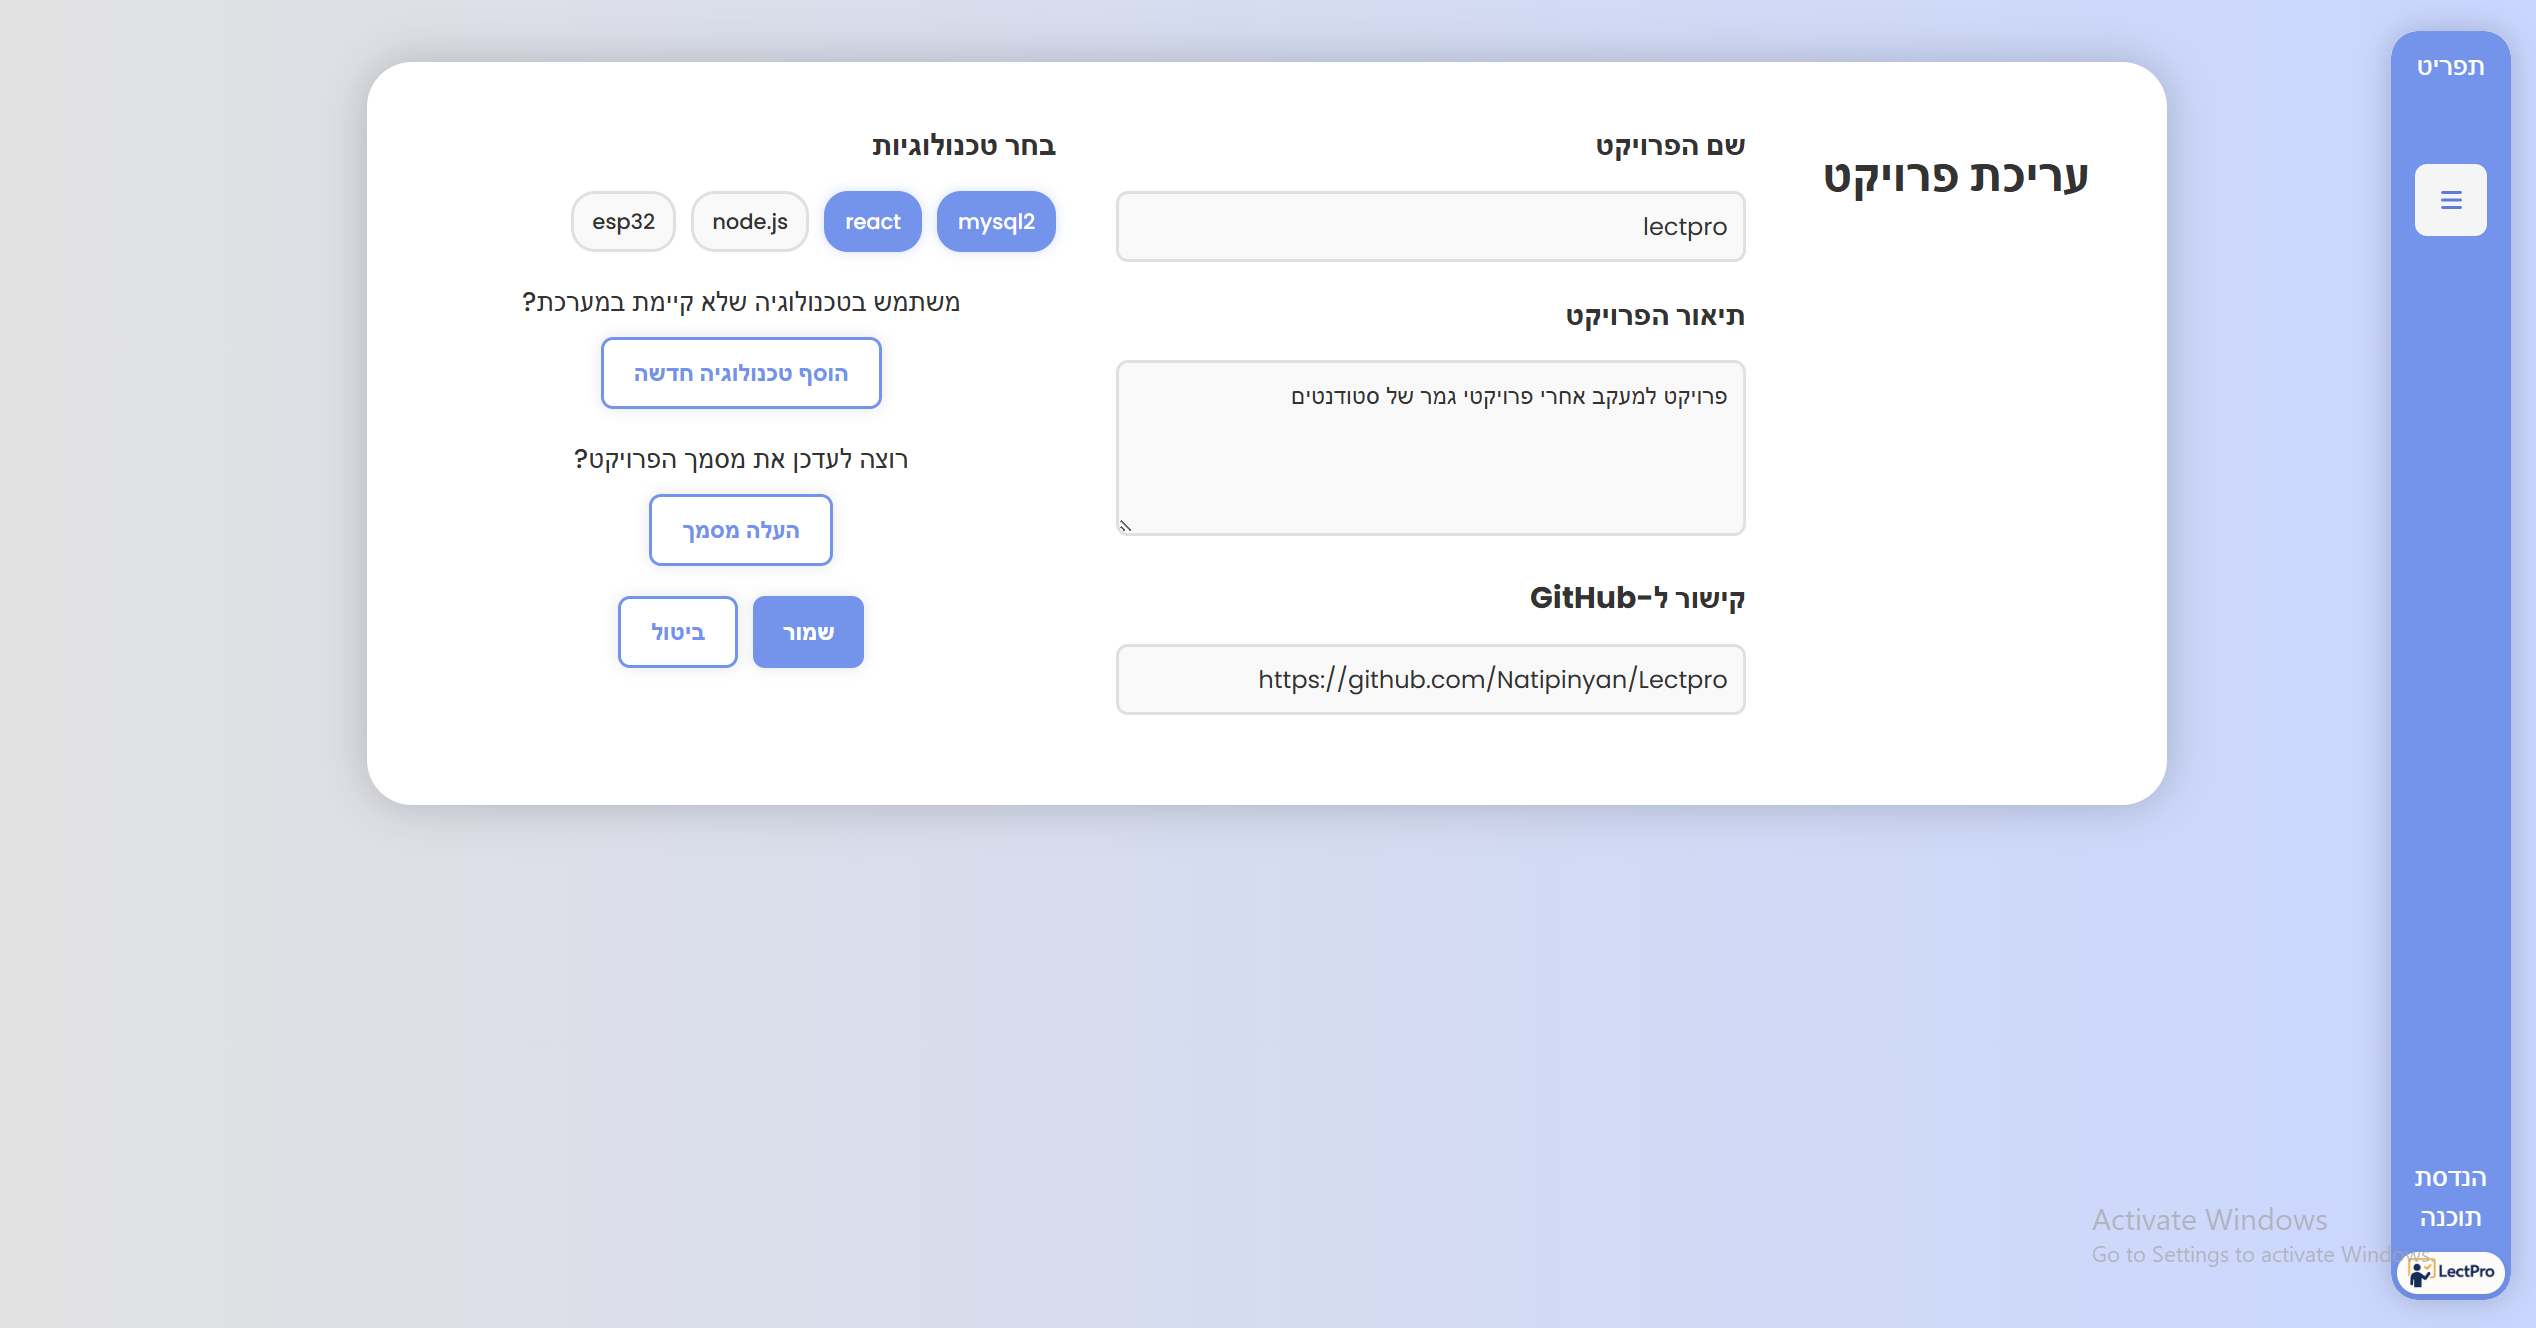 תפריט
עריכת פרויקט
שם הפרויקט
lectpro
תיאור הפרויקט
פרויקט למעקב אחרי פרויקטי גמר של סטודנטים
קישור ל-GitHub
https://github.com/Natipinyan/Lectpro
בחר טכנולוגיות
mysql2
react
node.js
esp32
משתמש בטכנולוגיה שלא קיימת במערכת?
הוסף טכנולוגיה חדשה
רוצה לעדכן את מסמך הפרויקט?
העלה מסמך
שמור
ביטול
הנדסת
תוכנה
LectPro
Activate Windows
Go to Settings to activate Windows.